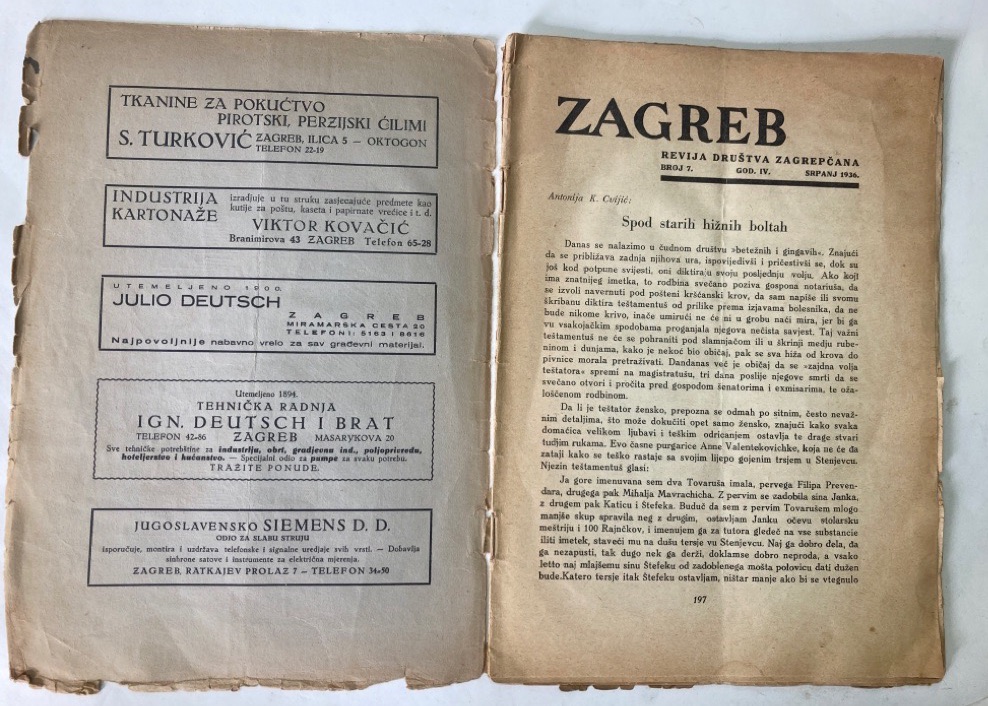 TKANINE ZA POKUĆTVO
PIROTSKI, PERZIJSKI ĆILIMI
S. TURKOVIĆ ZAGREB, ILICA 5 — OKTOGON
TELEFON 22-19
INDUSTRIJA
KARTONAŽE
izradjuje u tu struku zasjecajuće predmete kao
kutije za poštu, kaseta i papirnate vrećice i t. d.
VIKTOR KOVAČIĆ
Branimirova 43 ZAGREB Telefon 65-28
UTEMELJENO 1900.
JULIO DEUTSCH
ZAGREB
MIRAMARSKA CESTA 20
TELEFONI: 5163 I 8616
Najpovoljnije nabavno vrelo za sav građevni materijal.
Utemeljeno 1894.
TEHNIČKA RADNJA
IGN. DEUTSCH I BRAT
TELEFON 42-86 ZAGREB MASARYKOVA 20
Sve tehničke potrebštine za industrija, obrt, gradjevna ind., poljoprivredu,
hotelijerstvo i kućanstvo. — Specijalni odio za pumpe za svaku potrebu.
TRAŽITE PONUDE.
JUGOSLAVENSKO SIEMENS D. D.
ODIO ZA SLABU STRUJU
isporučuje, montira i uzdržava telefonske i signalne uredjaje svih vrsti. — Dobavlja
sinhrone satove i instrumente za električna mjerenja.
ZAGREB, RATKAJEV PROLAZ 7 — TELEFON 34-50
ZAGREB
REVIJA DRUŠTVA ZAGREPČANA
BROJ 7. GOD. IV. SRPANJ 1936.
Antonija K. Cvijić:
Spod starih hižnih boltah
Danas se nalazimo u čudnom društvu »betežnih i gingavih«. Znajući
da se približava zadnja njihova ura, ispovijedivši i pričestivši se, dok su
još kod potpune svijesti, oni diktiraju svoju posljednju volju. Ako koji
ima znatnijeg imetka, to rodbina svečano poziva gospona notariuša, da
se izvoli navernuti pod pošteni kršćanski krov, da sam napiše ili svomu
škribanu diktira teštamentuš od prilike prema izjavama bolesnika, da ne
bude nikome krivo, inače umirući ne će ni u grobu naći mira, jer bi ga
vu vsakojačkim spodobama proganjala njegova nečista savjest. Taj važni
teštamentuš ne će se pohraniti pod slamnjačom ili u škrinji medju rube-
ninom i dunjama, kako je nekoć bio običaj, pak se sva hiža od krova do
pivnice morala pretraživati. Dandanas već je običaj da se »zajdna volja
teštatora« spremi na magistratušu, tri dana poslije njegove smrti da se
svečano otvori i pročita pred gospodom šenatorima i exmisarima, te oža-
lošćenom rodbinom.
Da li je teštator žensko, prepozna se odmah po sitnim, često nevaž-
nim detaljima, što može dokučiti opet samo žensko, znajući kako svaka
domaćica velikom ljubavi i teškim odricanjem ostavlja te drage stvari
tudjim rukama. Evo časne purgarice Anne Valentekovichke, koja ne će da
zataji kako se teško rastaje sa svojim lijepo gojenim trsjem u Stenjevcu.
Njezin teštamentuš glasi:
Ja gore imenuvana sem dva Tovaruša imala, pervega Filipa Preven-
dara, drugega pak Mihalja Mavrachicha. Z pervim se zadobila sina Janka,
z drugem pak Katicu i Štefeka. Buduć da sem z pervim Tovarušem mlogo
manjše skup apravila neg z drugim, ostavljam Janku očevu stolarsku
meštriju i 100 Rajnčkov, i imenujem ga za tutora gledeč na vse substancie
iliti imetek, staveći mu na dušu tersje vu Stenjevcu. Naj ga dobro dela, da
ga nezapusti, tak dugo nek ga derži, doklamse dobro neproda, a vsako
letto naj mlajšemu sinu Štefeku od zadoblenega mošta polovicu dati dužen
bude.Katero tersje itak Štefeku ostavljam, ništar manje ako bi se vtegnulo
197